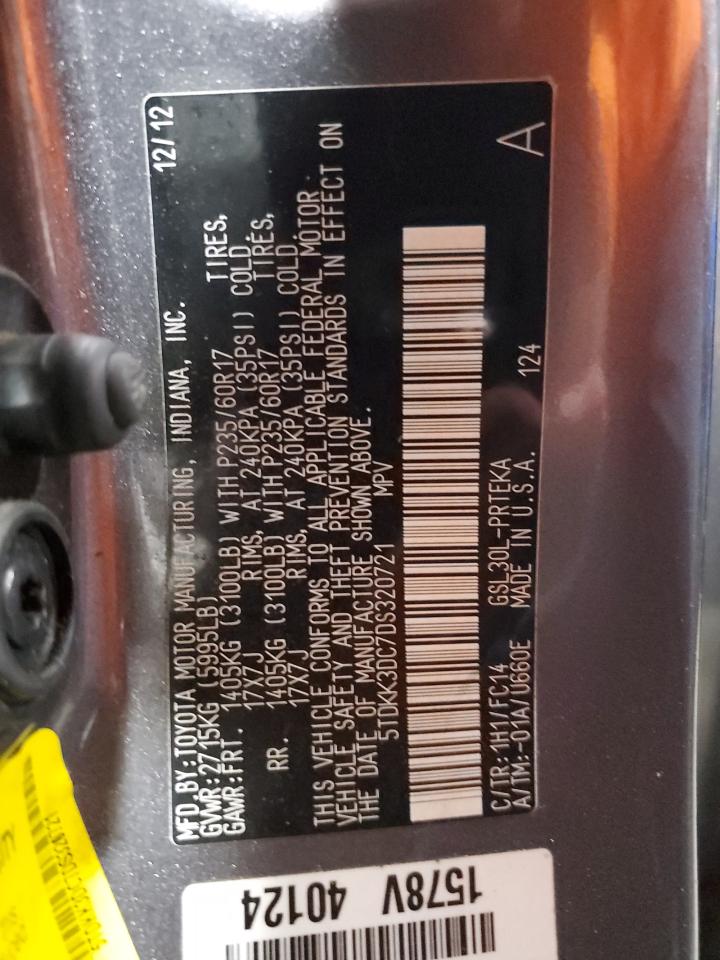 MFD.BY:TOYOTA MOTOR MANUFACTURING, INDIANA, INC. 12/12
GVWR:2715KG (5995LB)
GAWR:FRT. 1405KG (3100LB) WITH P235/60R17 TIRES,
17X7J RIMS, AT 240KPA (35PSI) COLD.
RR. 1405KG (3100LB) WITH P235/60R17 TIRES,
17X7J RIMS, AT 240KPA (35PSI) COLD
THIS VEHICLE CONFORMS TO ALL APPLICABLE FEDERAL MOTOR
VEHICLE SAFETY AND THEFT PREVENTION STANDARDS IN EFFECT ON
THE DATE OF MANUFACTURE SHOWN ABOVE.
5TDKK3DC7DS320721 MPV
C/TR:1H1/FC14 GSL30L-PRTEKA
A/TM:-01A/U660E MADE IN U.S.A. 124 A
1578V 40124